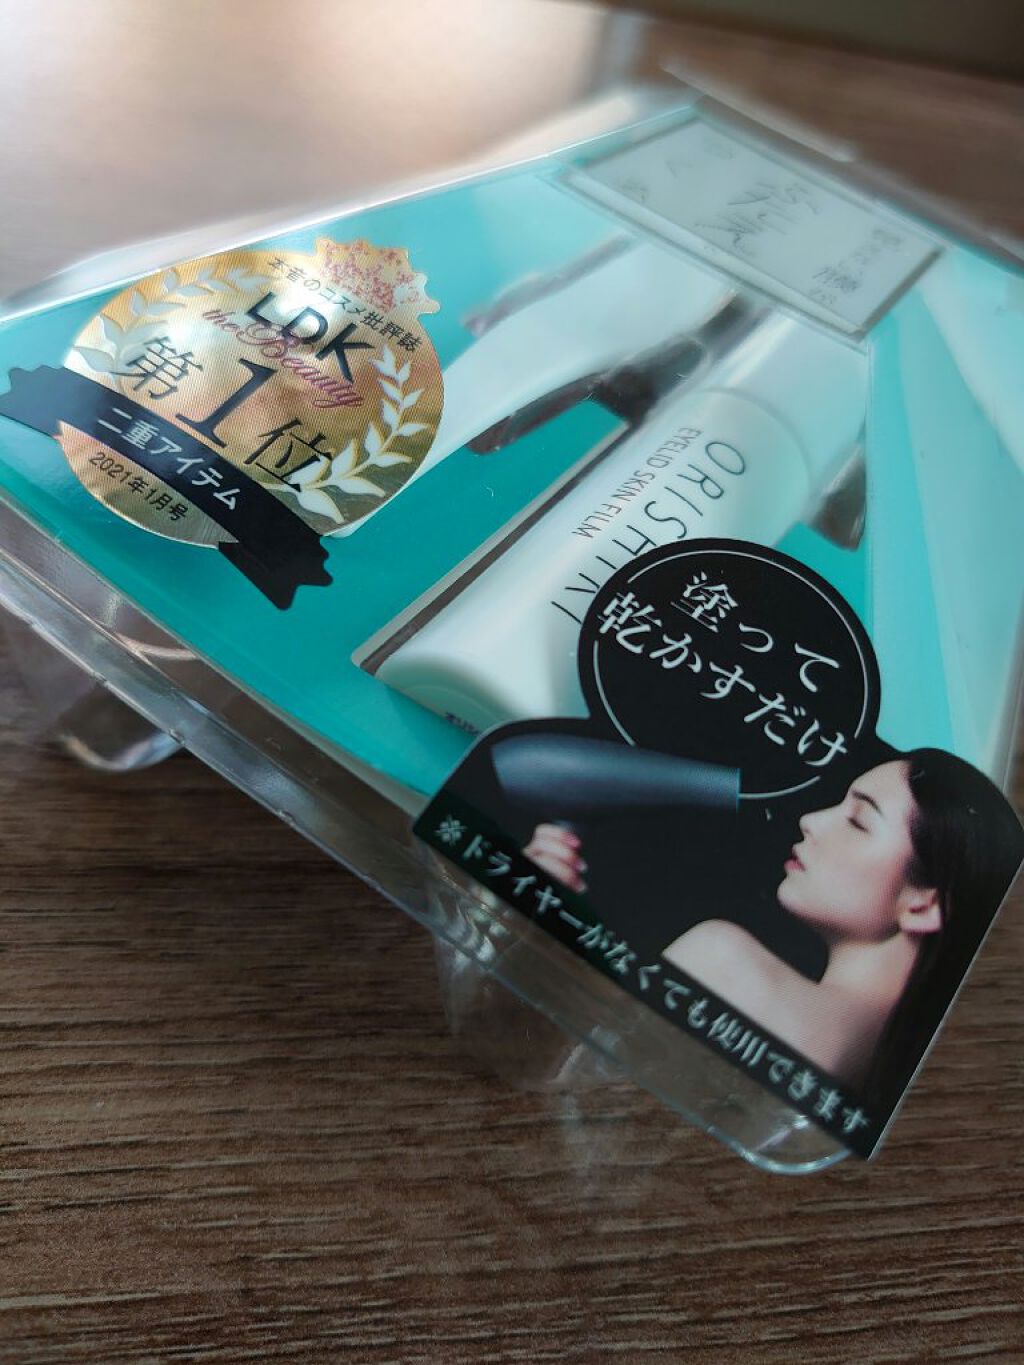 本音のコスメ批評誌
LDK
the Beauty
第1位
二重アイテム
2021年1月号
ORISHIKI
EYELID SKIN FILM
塗って
乾かすだけ
※ドライヤーがなくても使用できます